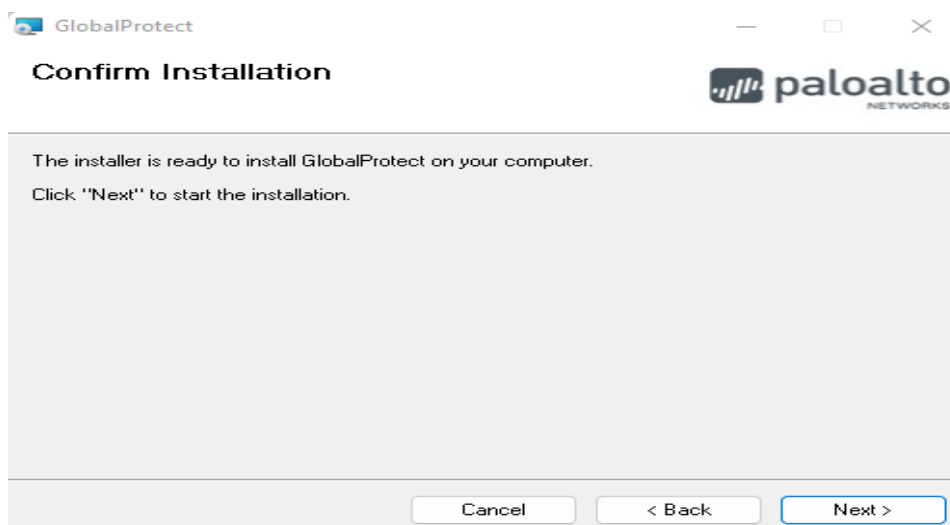 GlobalProtect
Confirm Installation
paloalto
NETWORKS
The installer is ready to install GlobalProtect on your computer.
Click "Next" to start the installation.
Cancel
< Back
Next >